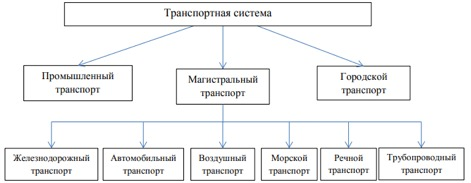 Транспортная система
Промышленный
транспорт
Магистральный
транспорт
Городской
транспорт
Железнодорожный
транспорт
Автомобильный
транспорт
Воздушный
транспорт
Морской
транспорт
Речной
транспорт
Трубопроводный
транспорт